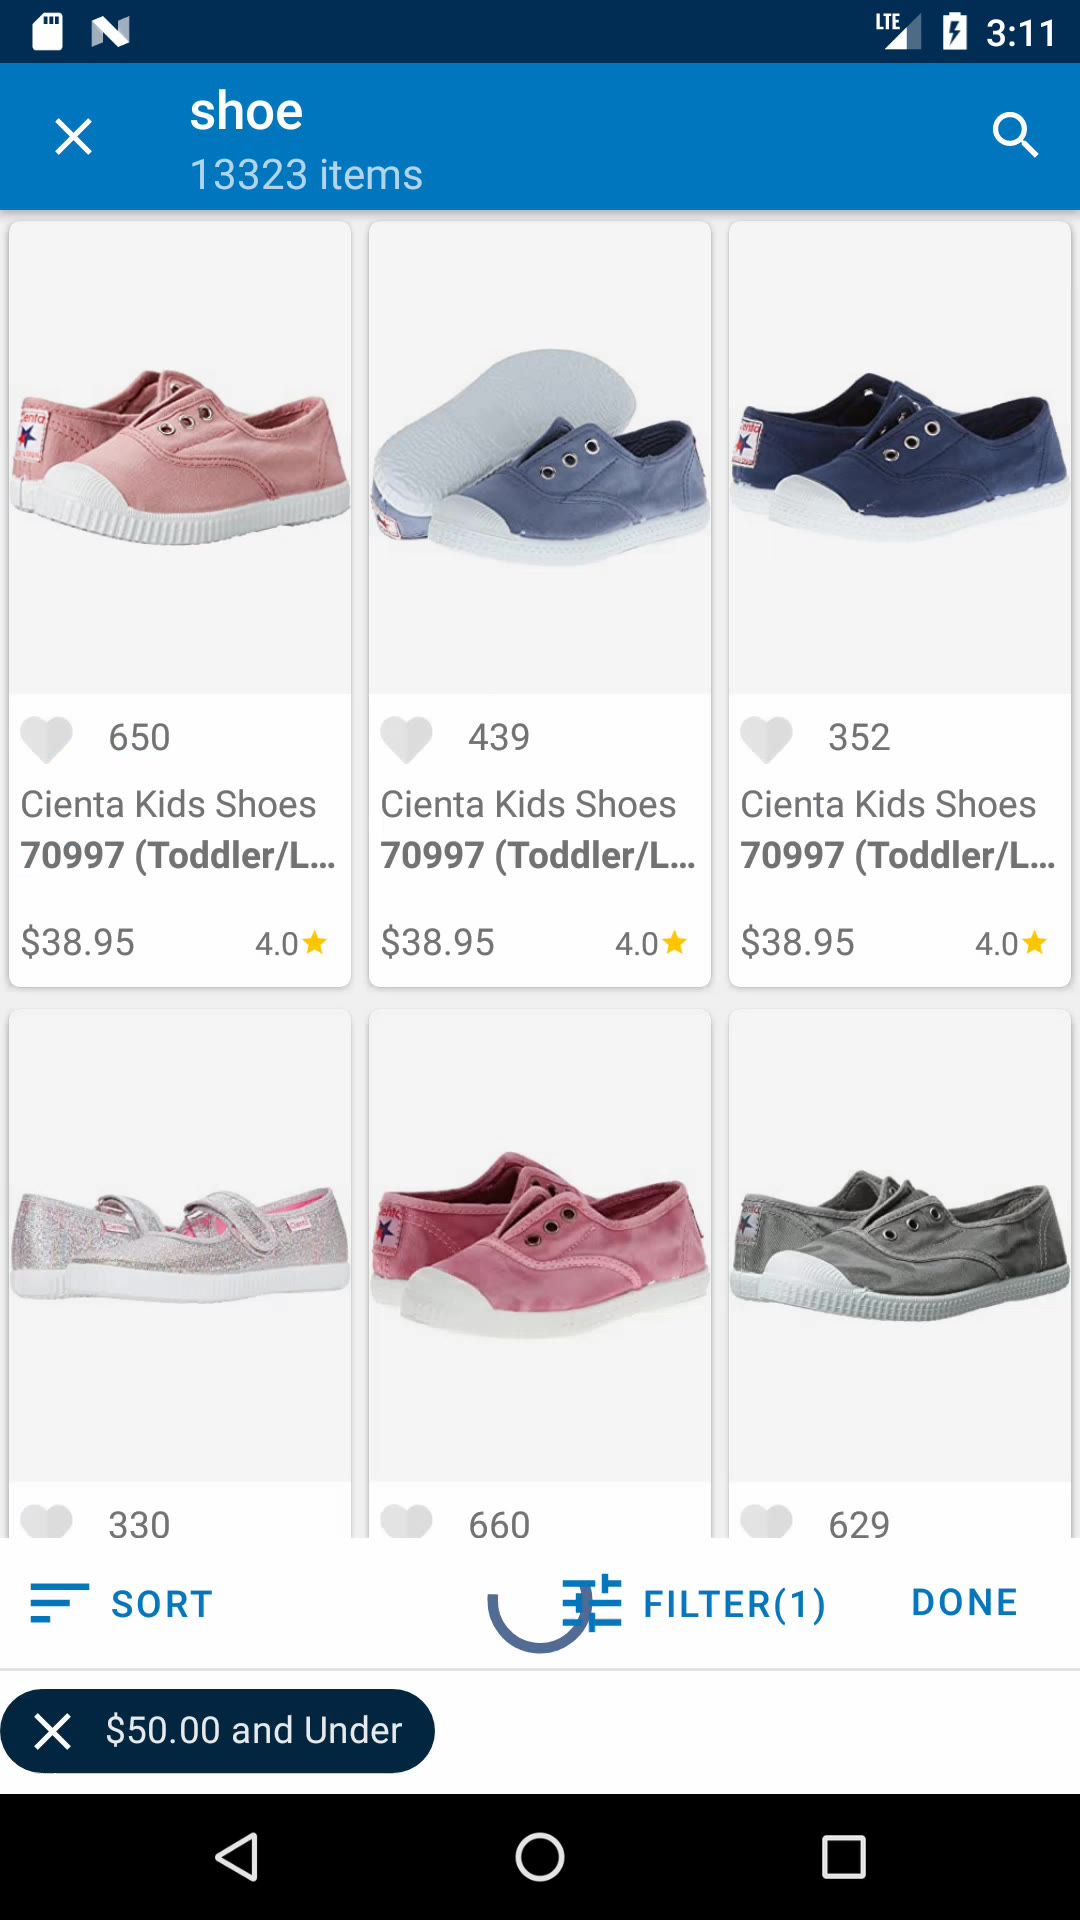 LTE 3:11
shoe
13323 items
650
439
352
Cienta Kids Shoes
Cienta Kids Shoes
Cienta Kids Shoes
70997 (Toddler/L...
70997 (Toddler/L...
70997 (Toddler/L...
$38.95 4.0
$38.95 4.0
$38.95 4.0
330
660
629
SORT
FILTER(1)
DONE
$50.00 and Under